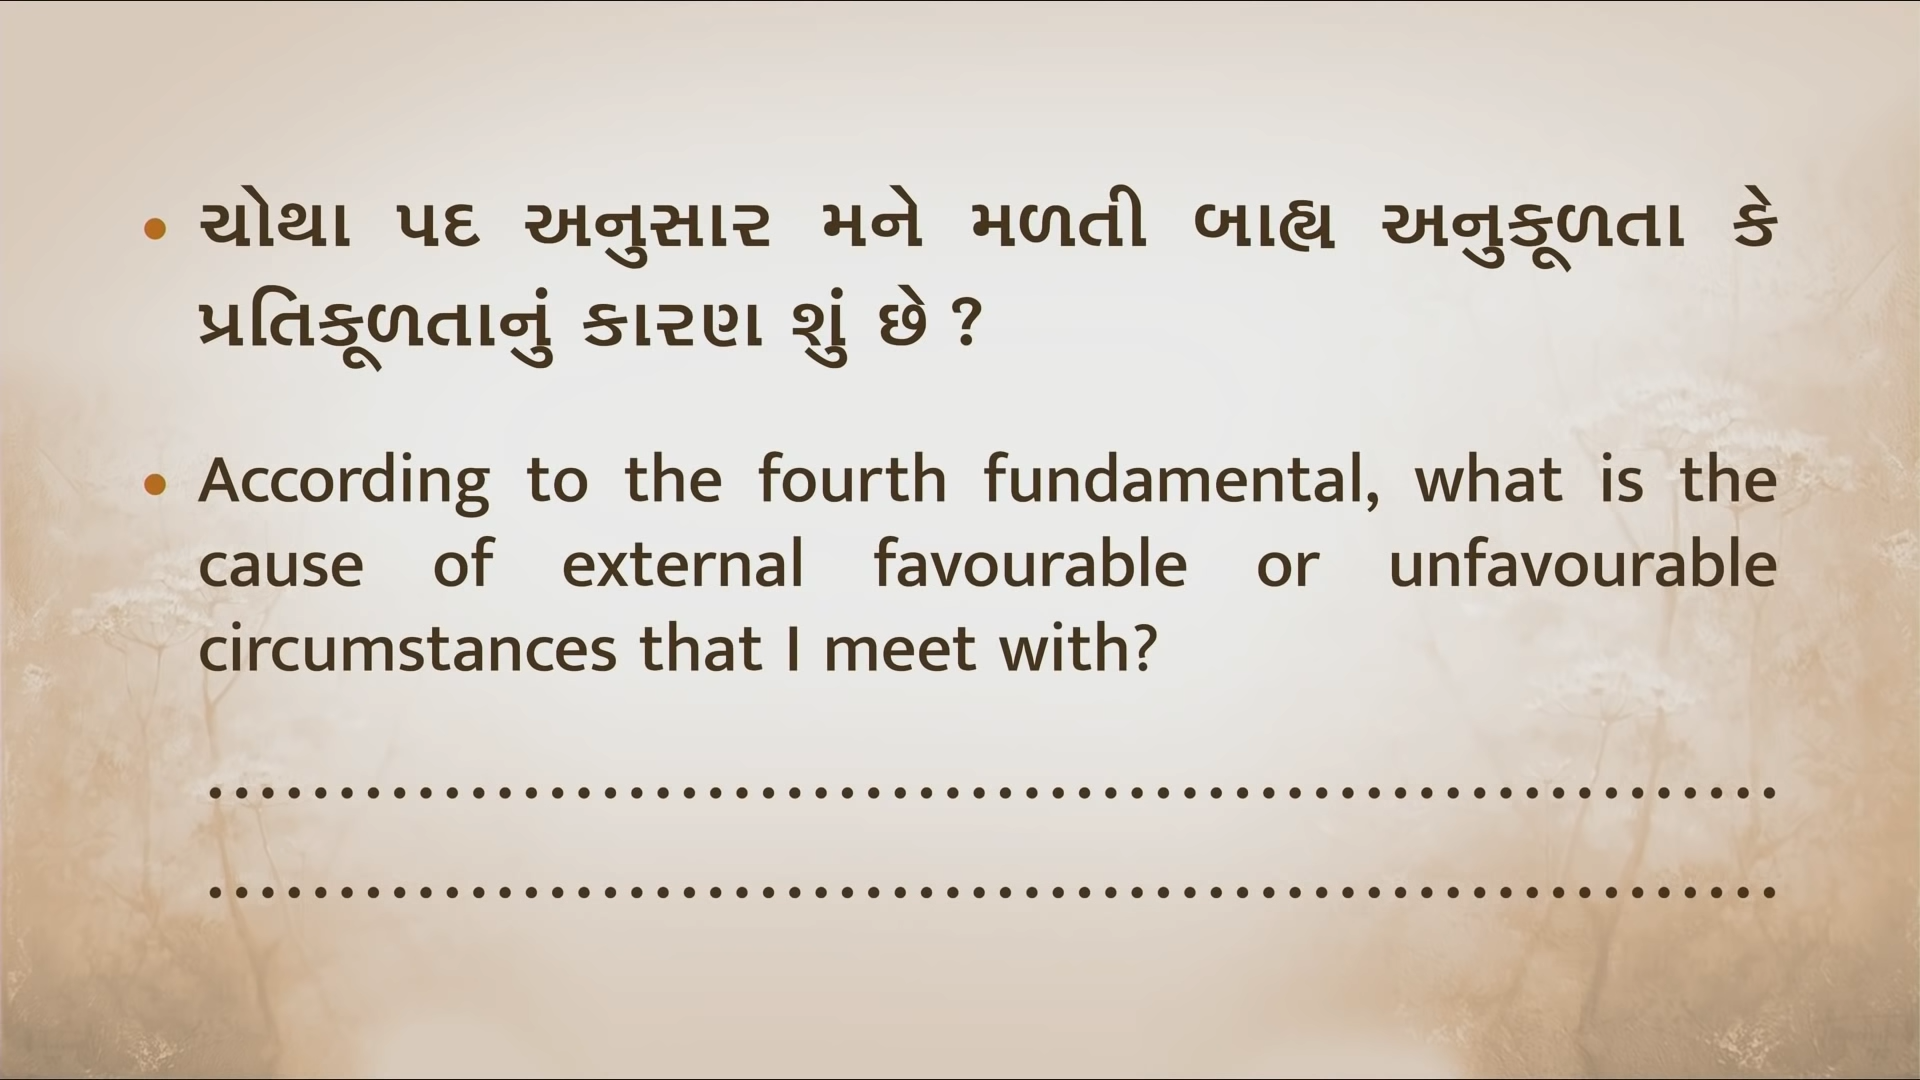 • ચોથા પદ અનુસાર મને મળતી બાહ્ય અનુકૂળતા કે
પ્રતિકૂળતાનું કારણ શું છે ?
• According to the fourth fundamental, what is the
cause of external favourable or unfavourable
circumstances that I meet with?
............................................................
............................................................